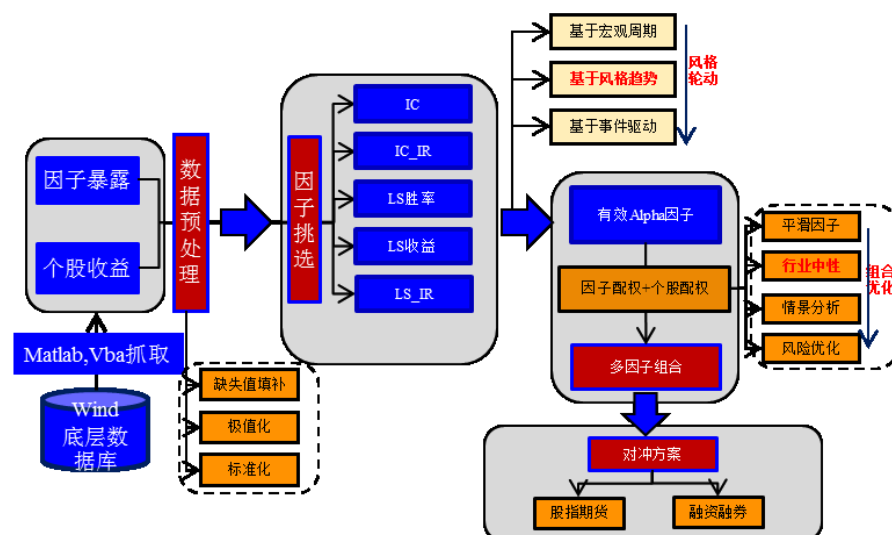 因子暴露
个股收益
Matlab,Vba抓取
Wind
底层数
据库
数据预处理
缺失值填补
极值化
标准化
因子挑选
IC
IC_IR
LS胜率
LS收益
LS_IR
基于宏观周期
基于风格趋势
基于事件驱动
风格
轮动
有效Alpha因子
因子配权+个股配权
多因子组合
平滑因子
行业中性
情景分析
风险优化
组合
优化
对冲方案
股指期货
融资融券